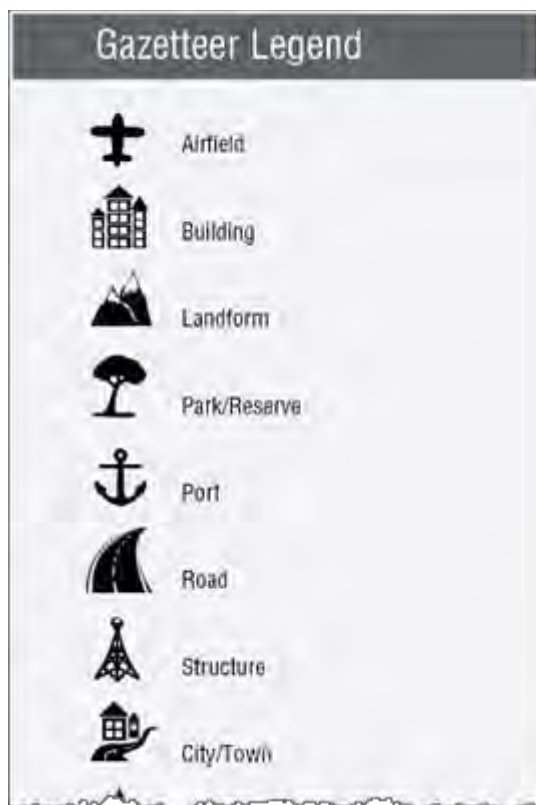 Gazetteer Legend
Airfield
Building
Landform
Park/Reserve
Port
Road
Structure
City/Town